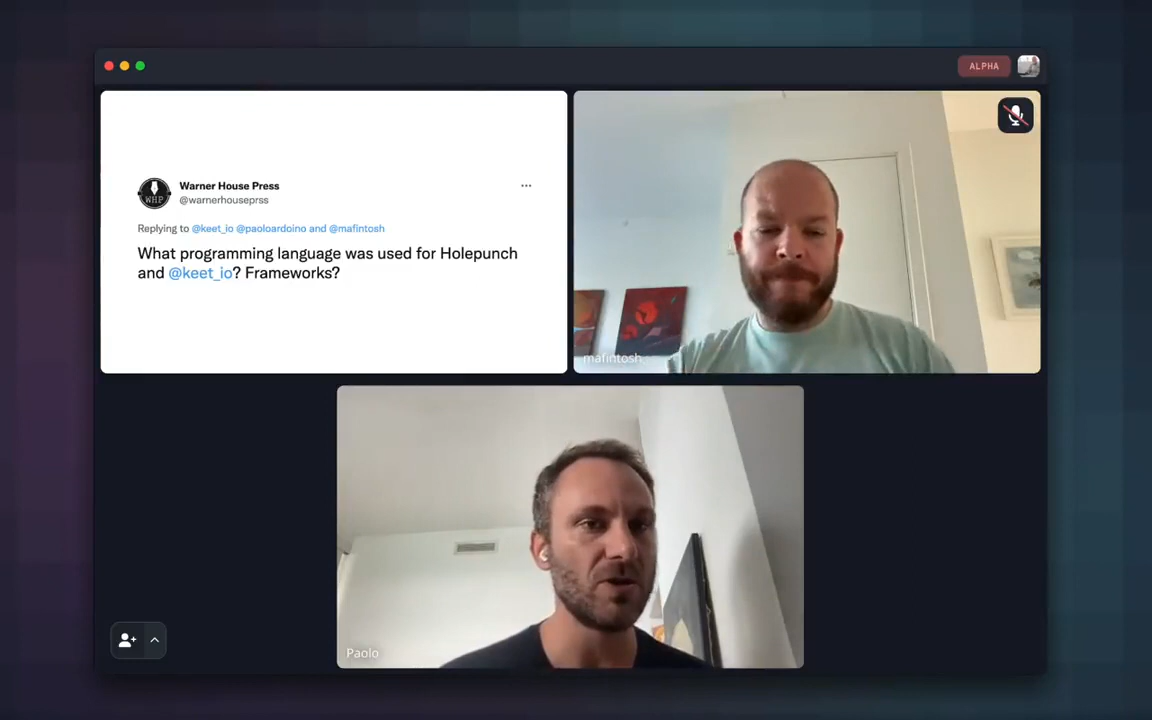 ALPHA
Warner House Press
WHP
@warnerhouseprss
Replying to @keet_io @paoloardoino and @mafintosh
What programming language was used for Holepunch
and @keet_io? Frameworks?
mafintosh
Paolo